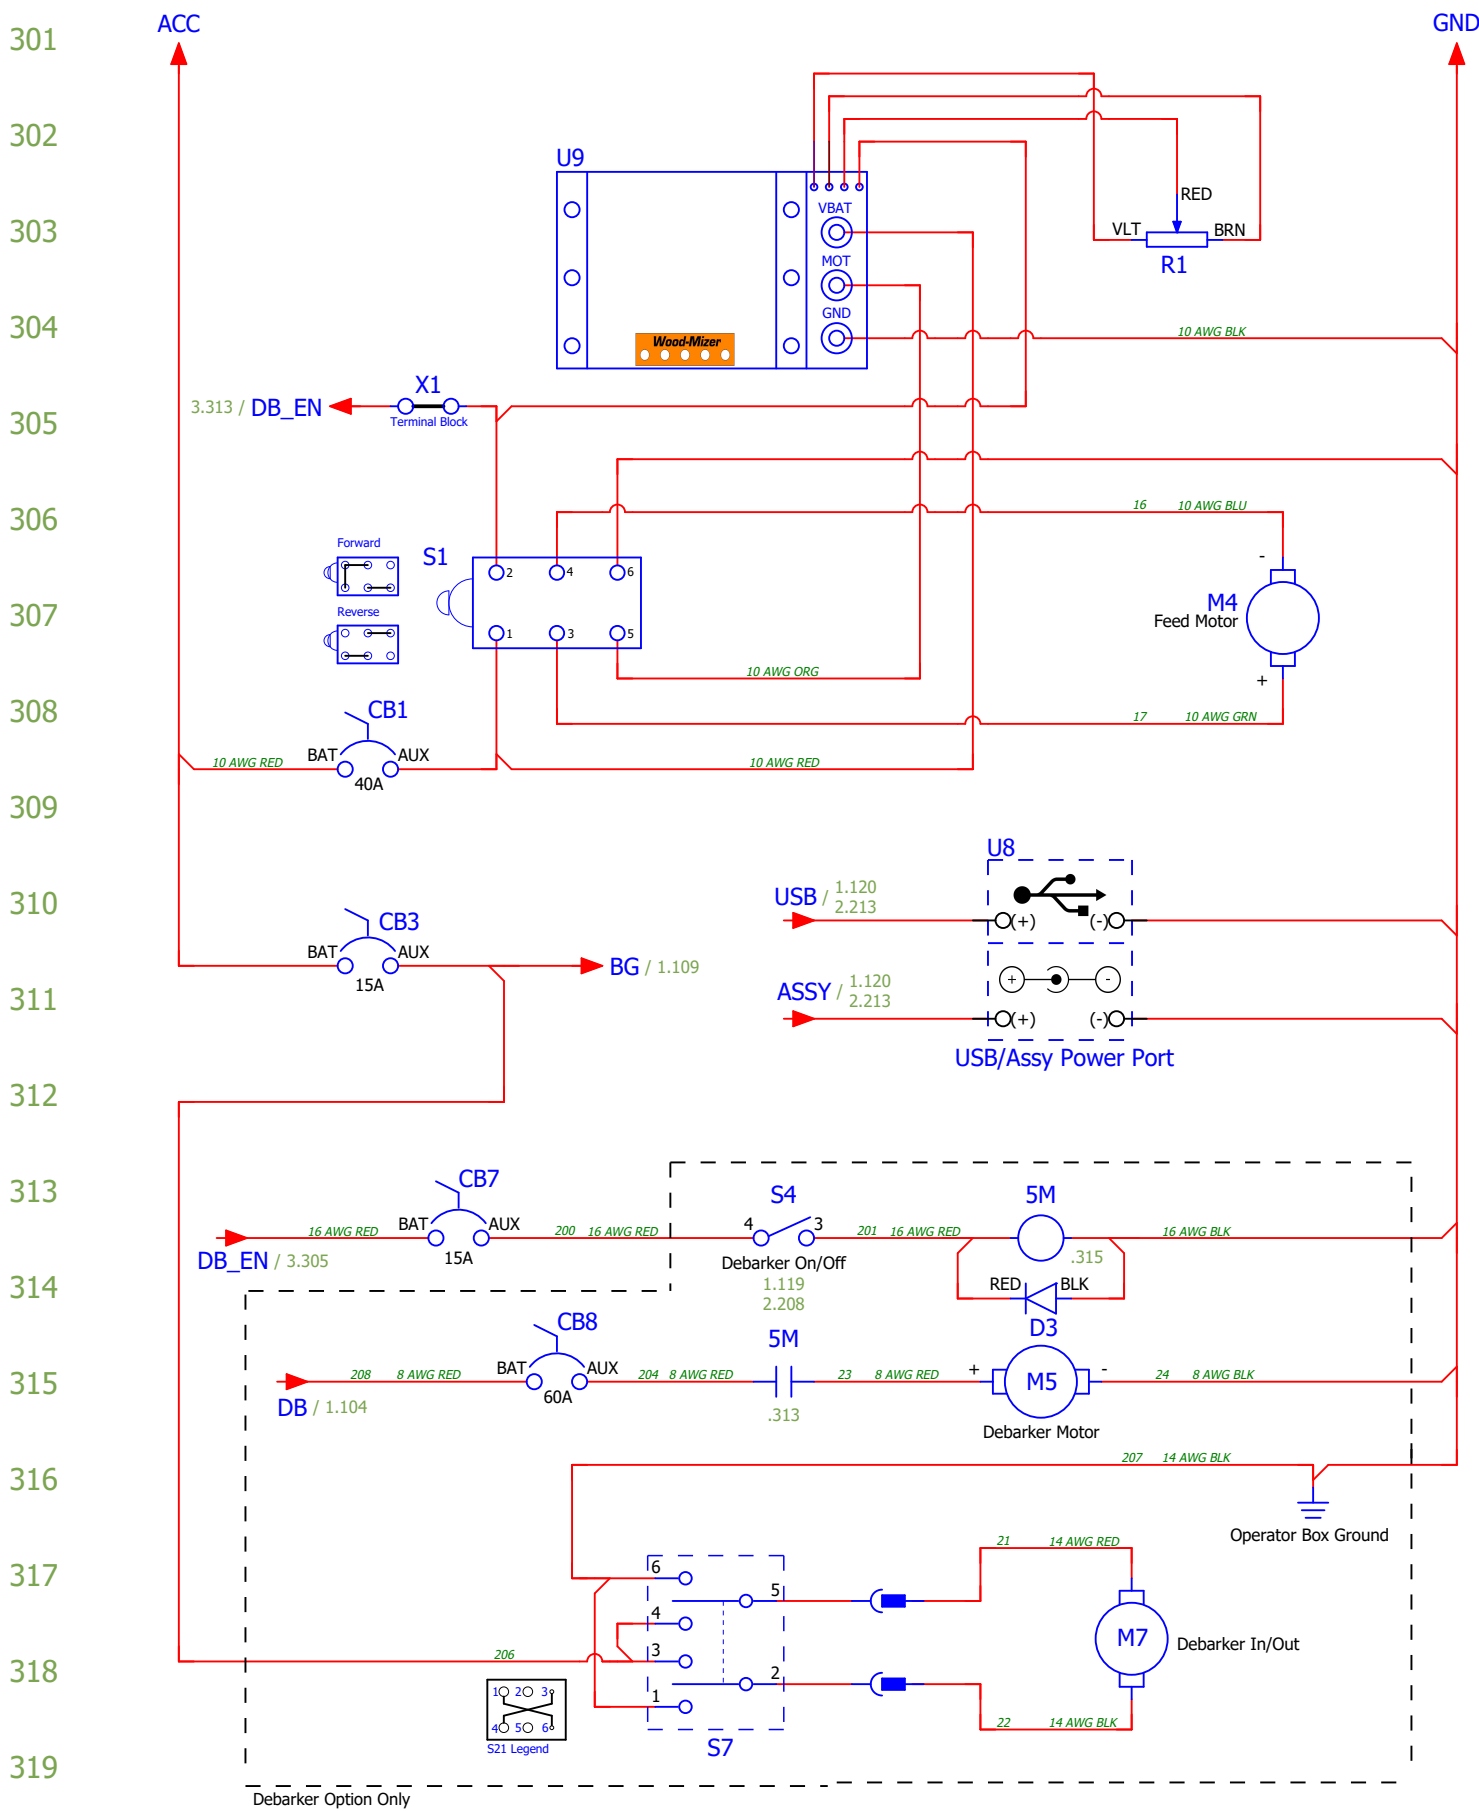 301
ACC
GND
302
U9
303
VBAT
RED
VLT
BRN
R1
MOT
304
GND
10 AWG BLK
Wood-Mizer
305
3.313 / DB_EN
X1
Terminal Block
306
16 10 AWG BLU
Forward
S1
2
4
6
-
307
Reverse
1
3
5
M4
Feed Motor
10 AWG ORG
+
308
CB1
17 10 AWG GRN
BAT
AUX
10 AWG RED
40A
10 AWG RED
309
U8
310
USB / 1.120
2.213
(+)
(-)
CB3
BAT
AUX
15A
BG / 1.109
+
-
311
ASSY / 1.120
2.213
(+)
(-)
USB/Assy Power Port
312
313
CB7
S4
5M
16 AWG RED
BAT
AUX
200 16 AWG RED
4
3
201 16 AWG RED
16 AWG BLK
DB_EN / 3.305
15A
Debarker On/Off
.315
314
1.119
2.208
RED
BLK
D3
CB8
5M
315
208 8 AWG RED
BAT
AUX
204 8 AWG RED
23 8 AWG RED
+
M5
-
24 8 AWG BLK
DB / 1.104
60A
.313
Debarker Motor
316
207 14 AWG BLK
Operator Box Ground
317
21 14 AWG RED
6
5
4
M7
Debarker In/Out
318
206
3
2
1
1 2 3
4 5 6
S21 Legend
22 14 AWG BLK
S7
319
Debarker Option Only